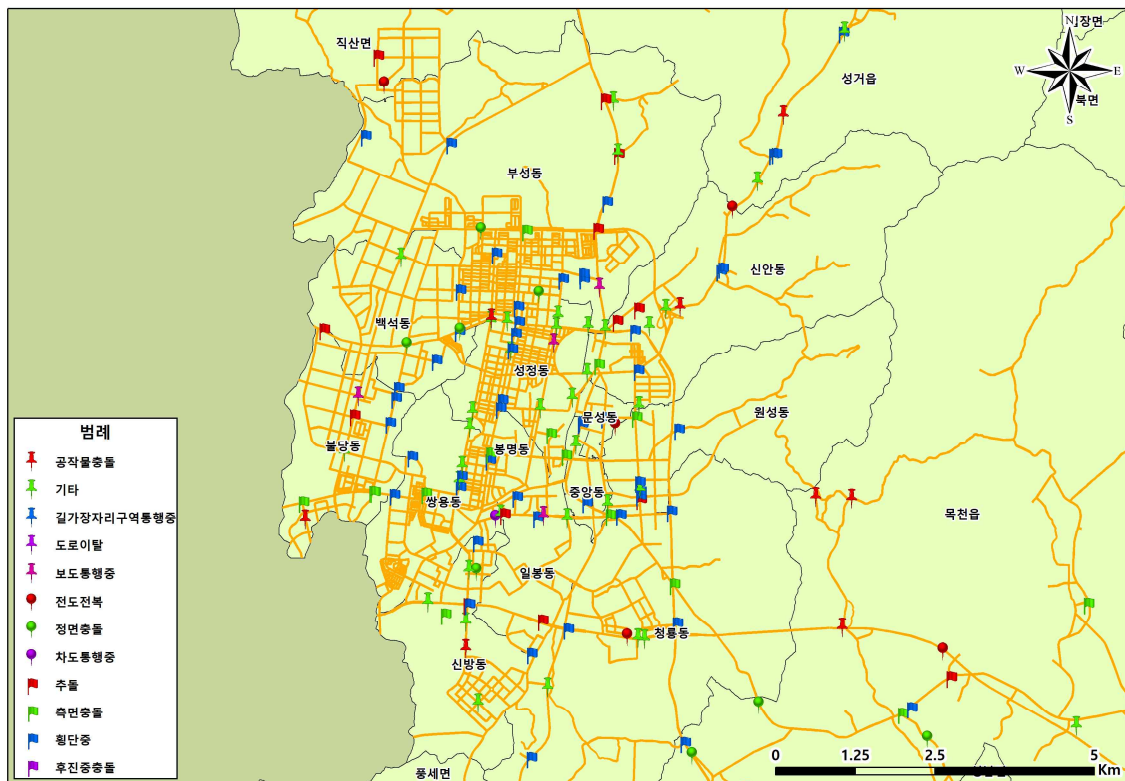 직산면
N
성거읍
W
E
북면
S
부성동
신안동
백석동
성정동
문성동
원성동
범례
불당동
봉명동
공작물충돌
기타
쌍용동
중앙동
목천읍
길가장자리구역통행중
도로이탈
보도통행중
일봉동
전도전복
정면충돌
청룡동
차도통행중
신방동
추돌
측면충돌
횡단중
후진중충돌
풍세면
0 1.25 2.5 5
Km